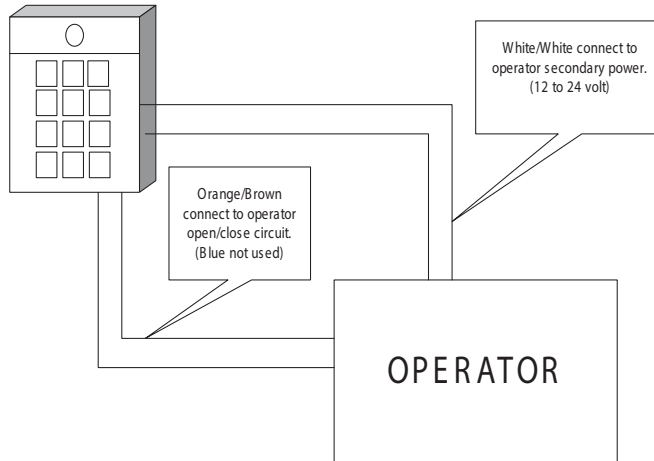 White/White connect to
operator secondary power.
(12 to 24 volt)
Orange/Brown
connect to operator
open/close circuit.
(Blue not used)
OPERATOR